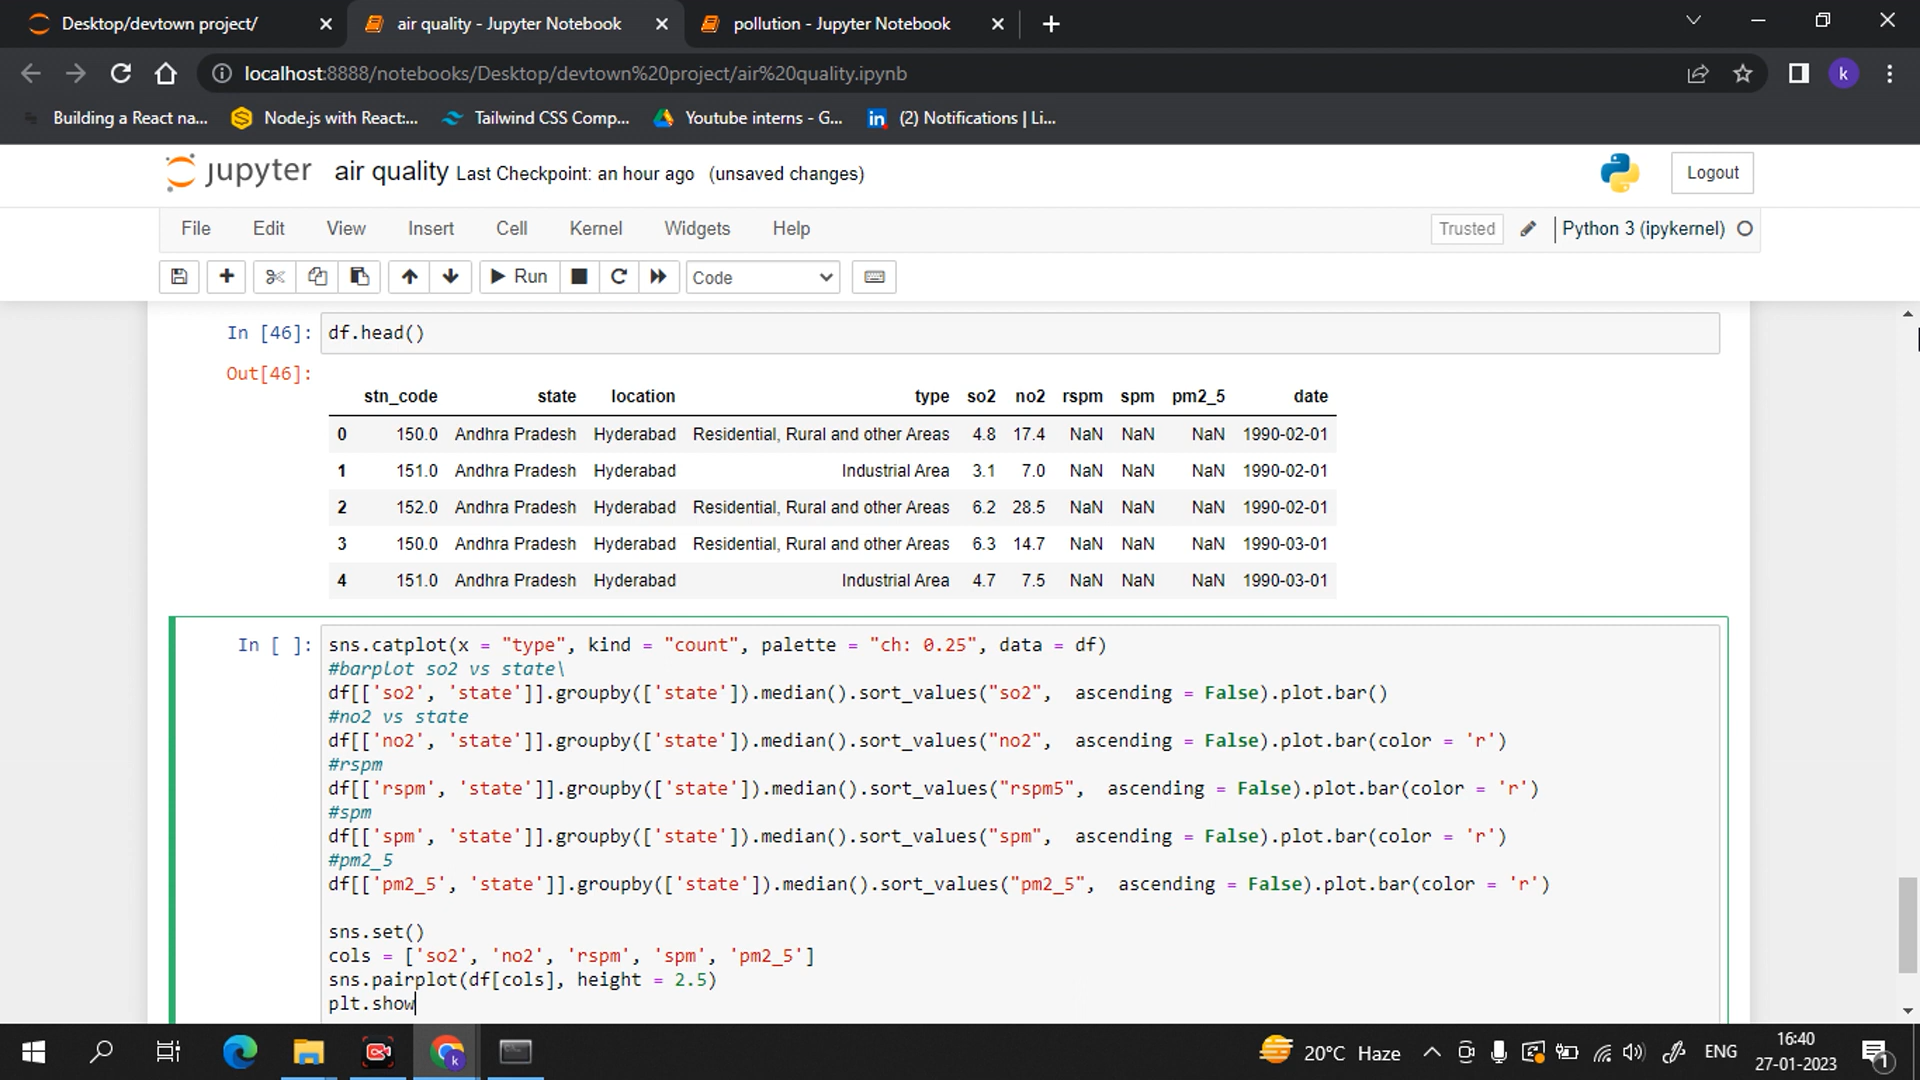 Desktop/devtown project/
air quality - Jupyter Notebook
pollution - Jupyter Notebook
localhost:8888/notebooks/Desktop/devtown%20project/air%20quality.ipynb
k
Building a React na...
Node.js with React:...
Tailwind CSS Comp...
Youtube interns - G...
in (2) Notifications | Li...
jupyter air quality Last Checkpoint: an hour ago (unsaved changes)
Logout
File Edit View Insert Cell Kernel Widgets Help
Trusted
Python 3 (ipykernel)
Run
Code
In [46]: df.head()
Out[46]:
stn_code state location type so2 no2 rspm spm pm2_5 date
0 150.0 Andhra Pradesh Hyderabad Residential, Rural and other Areas 4.8 17.4 NaN NaN NaN 1990-02-01
1 151.0 Andhra Pradesh Hyderabad Industrial Area 3.1 7.0 NaN NaN NaN 1990-02-01
2 152.0 Andhra Pradesh Hyderabad Residential, Rural and other Areas 6.2 28.5 NaN NaN NaN 1990-02-01
3 150.0 Andhra Pradesh Hyderabad Residential, Rural and other Areas 6.3 14.7 NaN NaN NaN 1990-03-01
4 151.0 Andhra Pradesh Hyderabad Industrial Area 4.7 7.5 NaN NaN NaN 1990-03-01
In [ ]: sns.catplot(x = "type", kind = "count", palette = "ch: 0.25", data = df)
#barplot so2 vs state\
df[['so2', 'state']].groupby(['state']).median().sort_values("so2",  ascending = False).plot.bar()
#no2 vs state
df[['no2', 'state']].groupby(['state']).median().sort_values("no2",  ascending = False).plot.bar(color = 'r')
#rspm
df[['rspm', 'state']].groupby(['state']).median().sort_values("rspm5",  ascending = False).plot.bar(color = 'r')
#spm
df[['spm', 'state']].groupby(['state']).median().sort_values("spm",  ascending = False).plot.bar(color = 'r')
#pm2_5
df[['pm2_5', 'state']].groupby(['state']).median().sort_values("pm2_5",  ascending = False).plot.bar(color = 'r')
sns.set()
cols = ['so2', 'no2', 'rspm', 'spm', 'pm2_5']
sns.pairplot(df[cols], height = 2.5)
plt.show
k
20°C Haze
ENG
16:40
27-01-2023
1